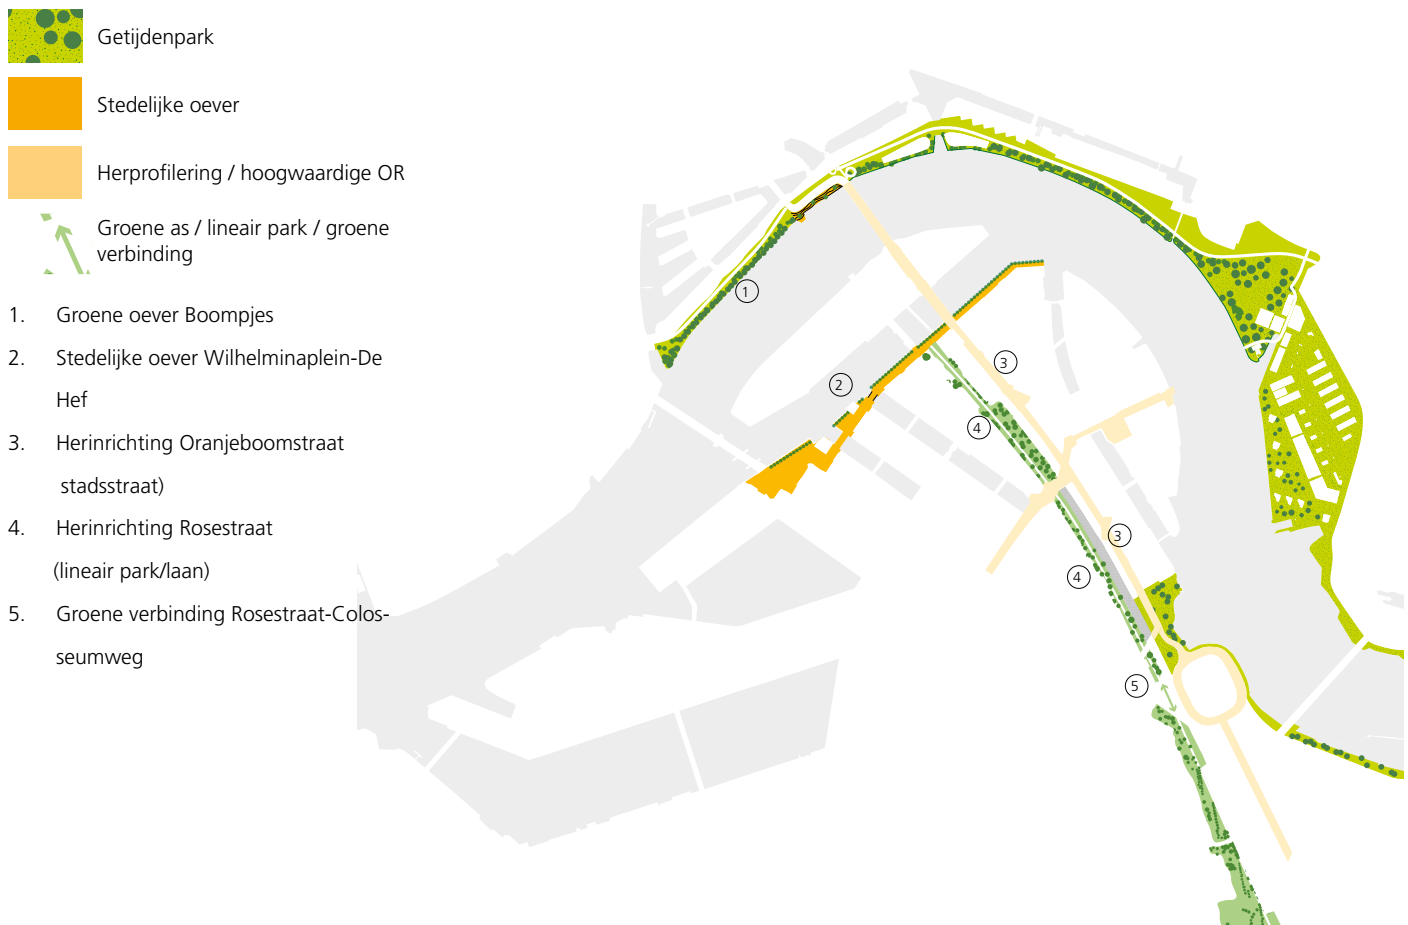 Getijdenpark
Stedelijke oever
Herprofilering / hoogwaardige OR
Groene as / lineair park / groene
verbinding
1. Groene oever Boompjes
2. Stedelijke oever Wilhelminaplein-De
Hef
3. Herinrichting Oranjeboomstraat
stadsstraat)
4. Herinrichting Rosestraat
(lineair park/laan)
5. Groene verbinding Rosestraat-Colos-
seumweg
1
2
3
4
3
4
5